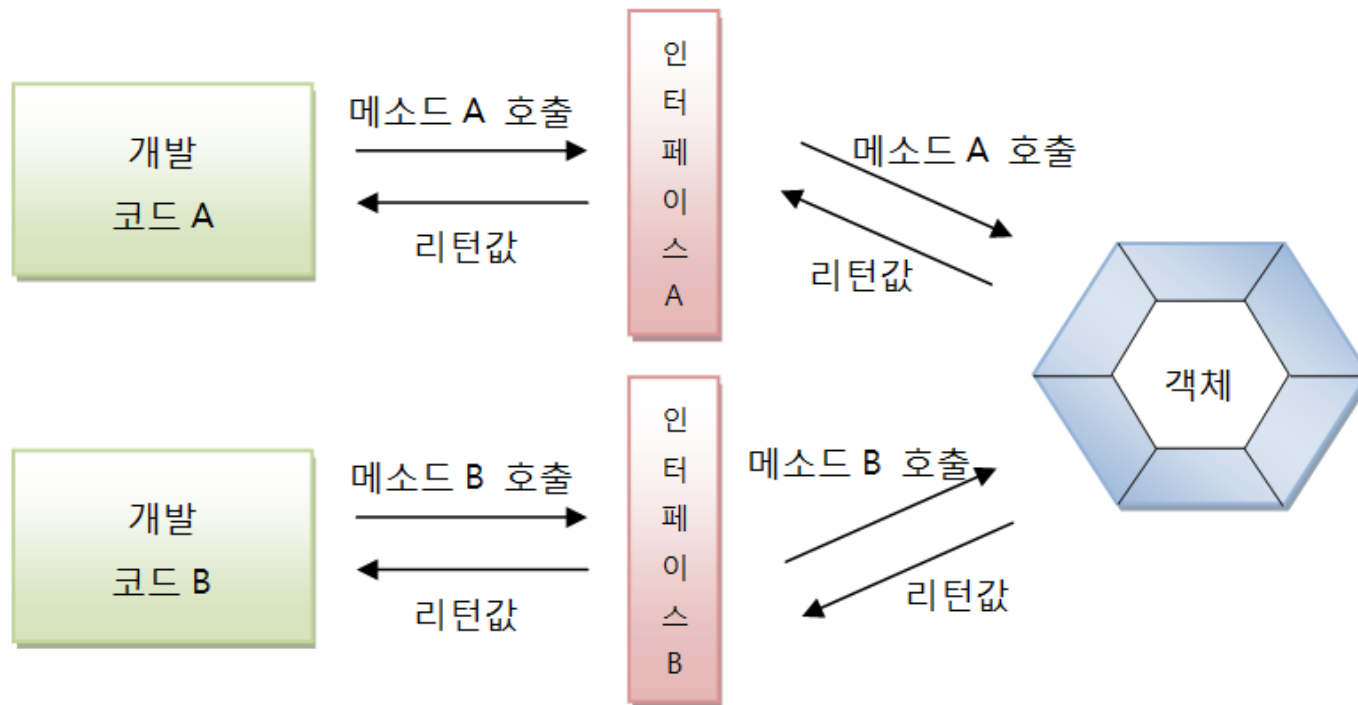 개발
코드 A
메소드 A 호출
리턴값
인
터
페
이
스
A
메소드 A 호출
리턴값
객체
개발
코드 B
메소드 B 호출
리턴값
인
터
페
이
스
B
메소드 B 호출
리턴값